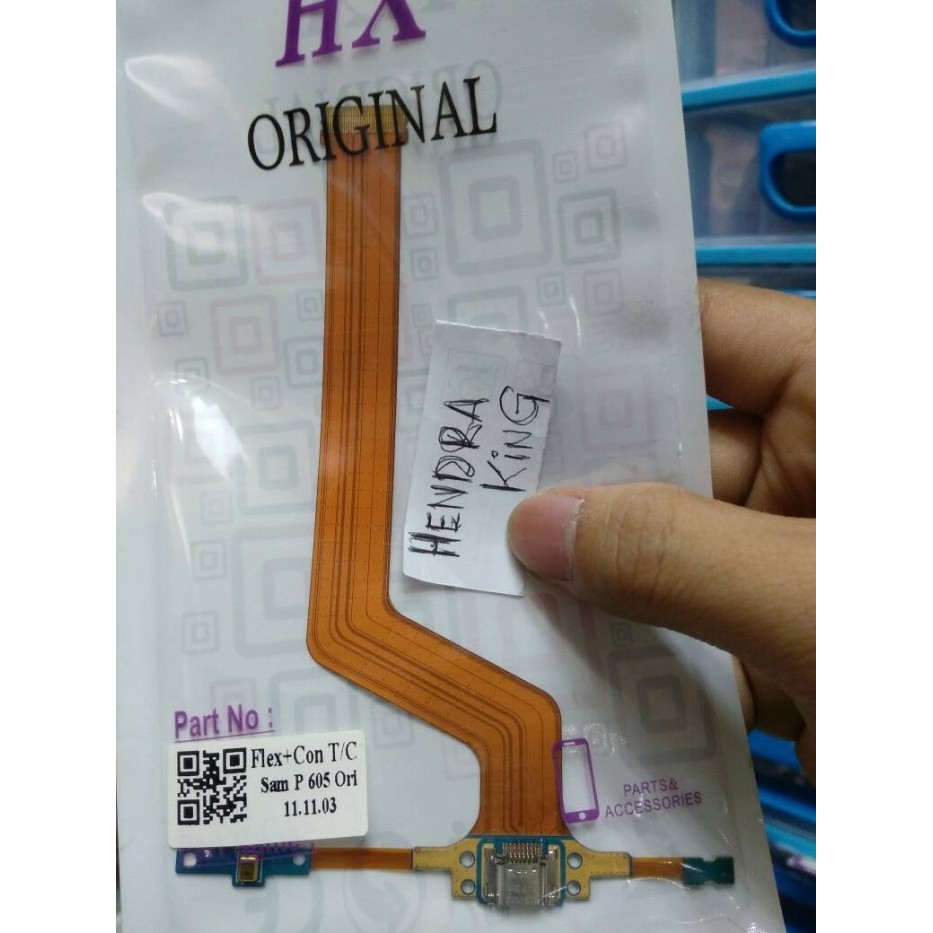 HX
ORIGINAL
HENDRA
KiNG
Part No :
Flex+Con T/C
Sam P 605 Ori
11.11.03
PARTS&
ACCESSORIES